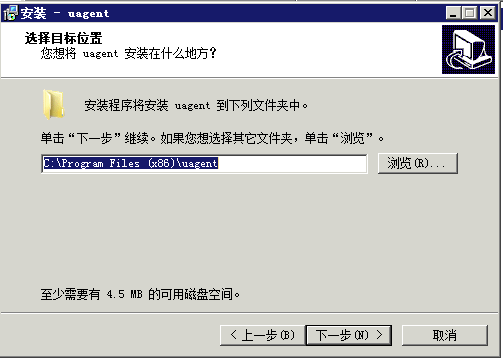 安装 - uagent
选择目标位置
您想将 uagent 安装在什么地方?
安装程序将安装 uagent 到下列文件夹中。
单击“下一步”继续。如果您想选择其它文件夹，单击“浏览”。
C:\Program Files (x86)\uagent
浏览(R)...
至少需要有 4.5 MB 的可用磁盘空间。
< 上一步(B)
下一步(N) >
取消